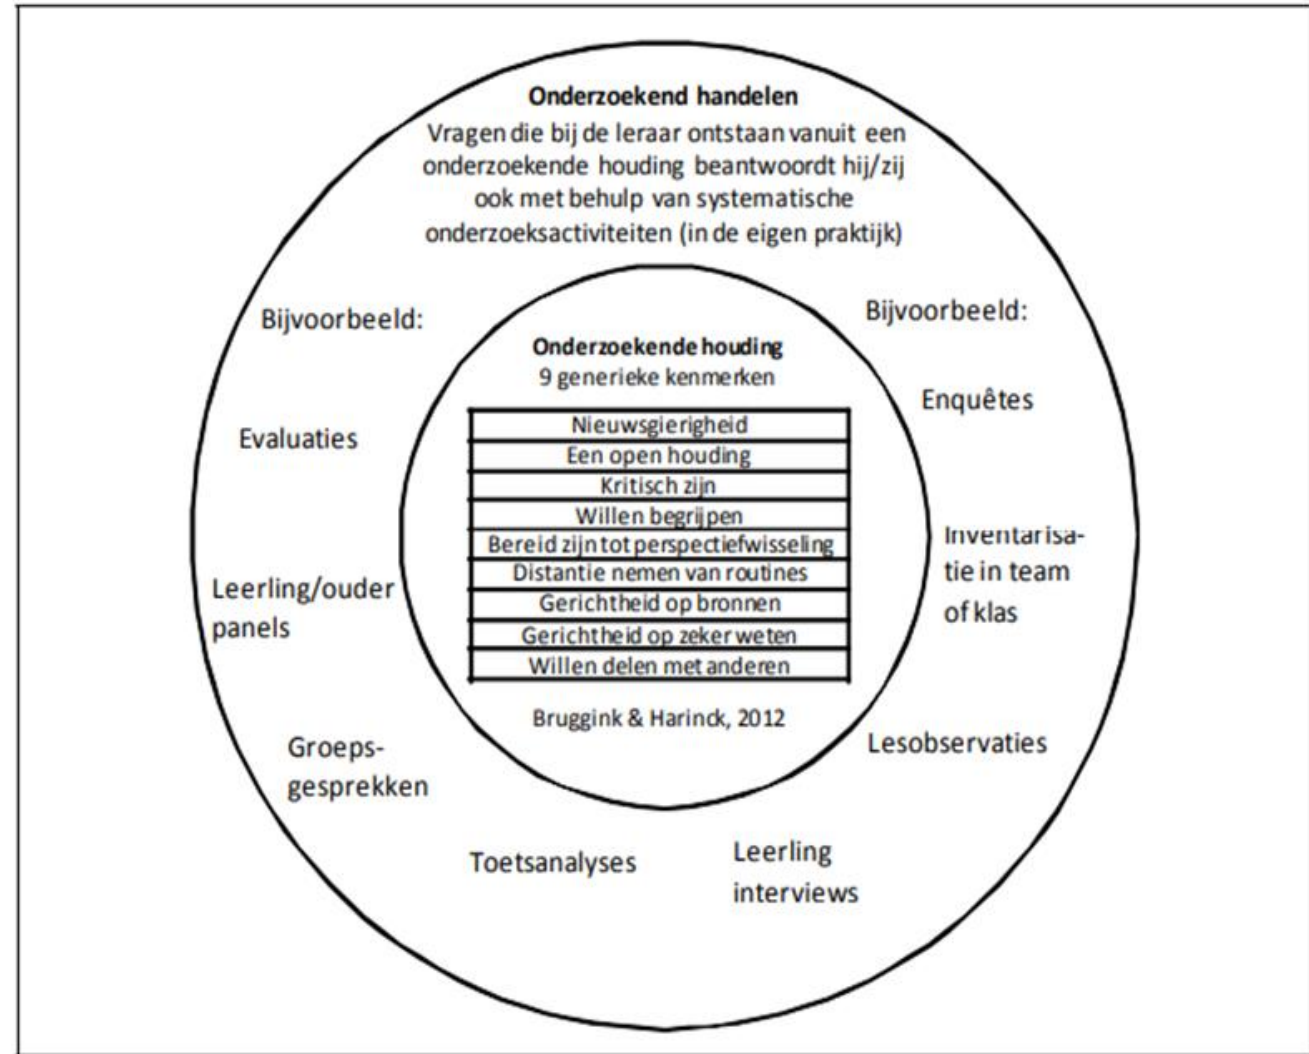 Onderzoekend handelen
Vragen die bij de leraar ontstaan vanuit een
onderzoekende houding beantwoordt hij/zij
ook met behulp van systematische
onderzoeksactiviteiten (in de eigen praktijk)
Bijvoorbeeld:
Evaluaties
Leerling/ouder
panels
Groeps-
gesprekken
Toetsanalyses
Onderzoekende houding
9 generieke kenmerken
Nieuwsgierigheid
Een open houding
Kritisch zijn
Willen begrijpen
Bereid zijn tot perspectiefwisseling
Distantie nemen van routines
Gerichtheid op bronnen
Gerichtheid op zeker weten
Willen delen met anderen
Bruggink & Harinck, 2012
Bijvoorbeeld:
Enquêtes
Inventarisa-
tie in team
of klas
Lesobservaties
Leerling
interviews